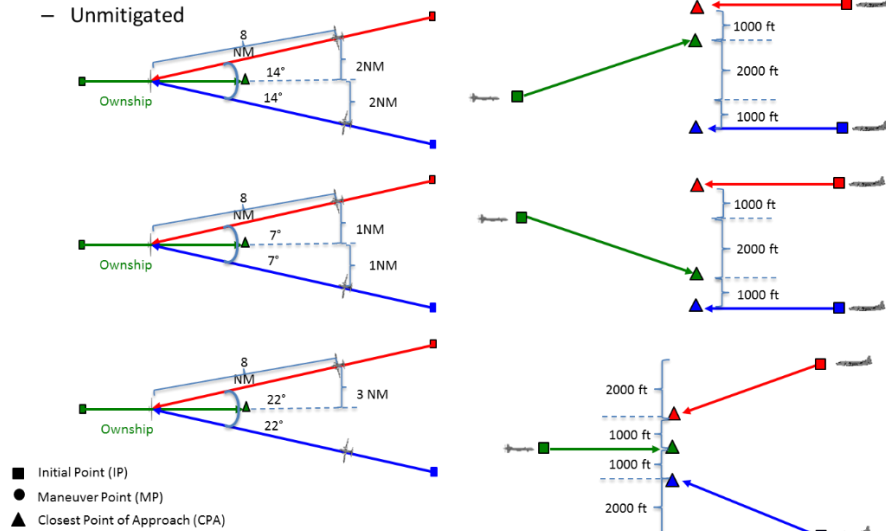 – Unmitigated
8
NM
14°
14°
2NM
2NM
Ownship
1000 ft
2000 ft
1000 ft
8
NM
7°
7°
1NM
1NM
Ownship
1000 ft
2000 ft
1000 ft
8
NM
22°
22°
3 NM
Ownship
2000 ft
1000 ft
1000 ft
2000 ft
Initial Point (IP)
Maneuver Point (MP)
Closest Point of Approach (CPA)